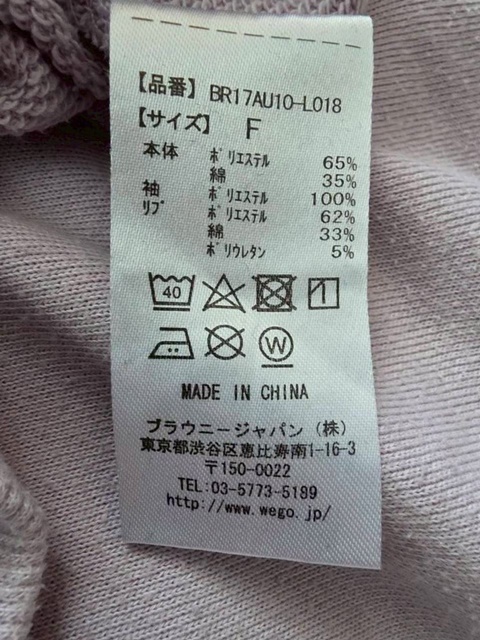 【品番】 BR17AU10-L018
【サイズ】 F
本体 ポリエステル 65%
綿 35%
袖 ポリエステル 100%
リブ ポリエステル 62%
綿 33%
ポリウレタン 5%
40
W
MADE IN CHINA
ブラウニージャパン（株）
東京都渋谷区恵比寿南1-16-3
〒150-0022
TEL:03-5773-5189
http://www.wego.jp/